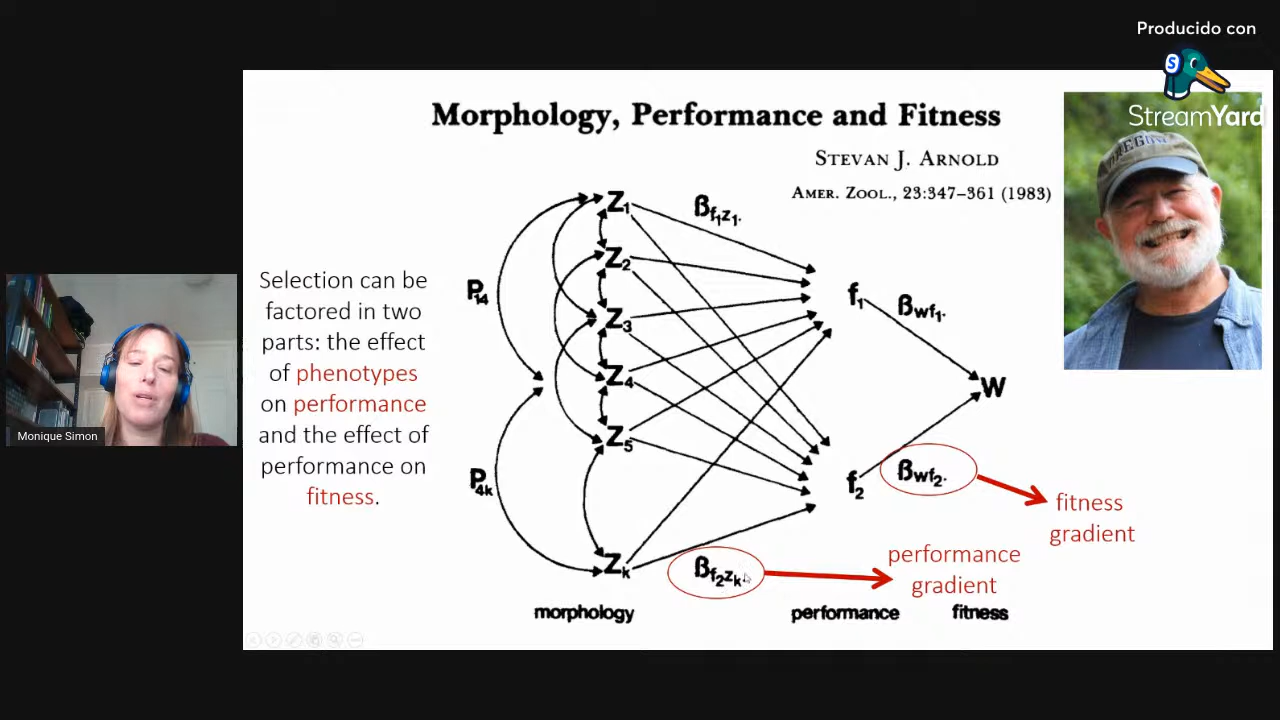 Producido con
StreamYard
Morphology, Performance and Fitness
STEVAN J. ARNOLD
AMER. ZOOL., 23:347–361 (1983)
OREGON
Selection can be
factored in two
parts: the effect
of phenotypes
on performance
and the effect of
performance on
fitness.
Monique Simon
Z1
Z2
Z3
Z4
Z5
Zk
P14
P4k
βf1z1.
βf2zk
f1
f2
βwf1.
βwf2.
W
fitness
gradient
performance
gradient
morphology
performance
fitness